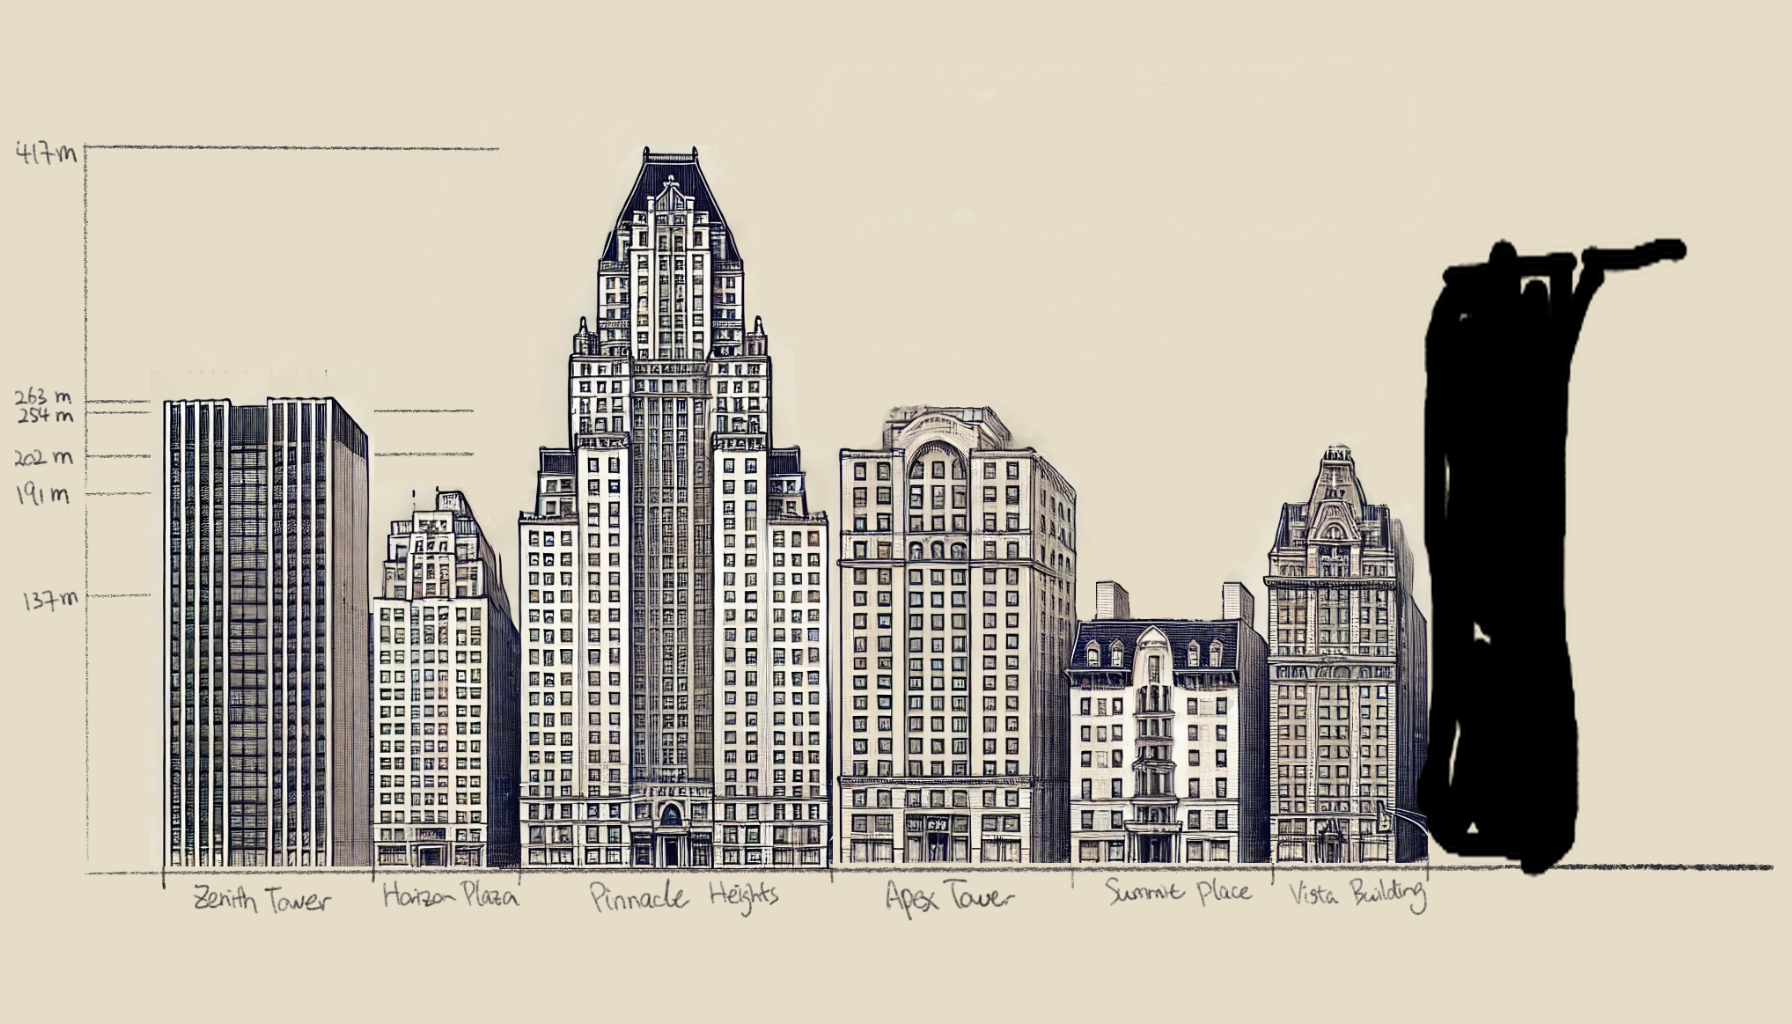 417m
263 m
254 m
202 m
191 m
137m
Zenith Tower
Horizon Plaza
Pinnacle Heights
Apex Tower
Summit place
Vista Building